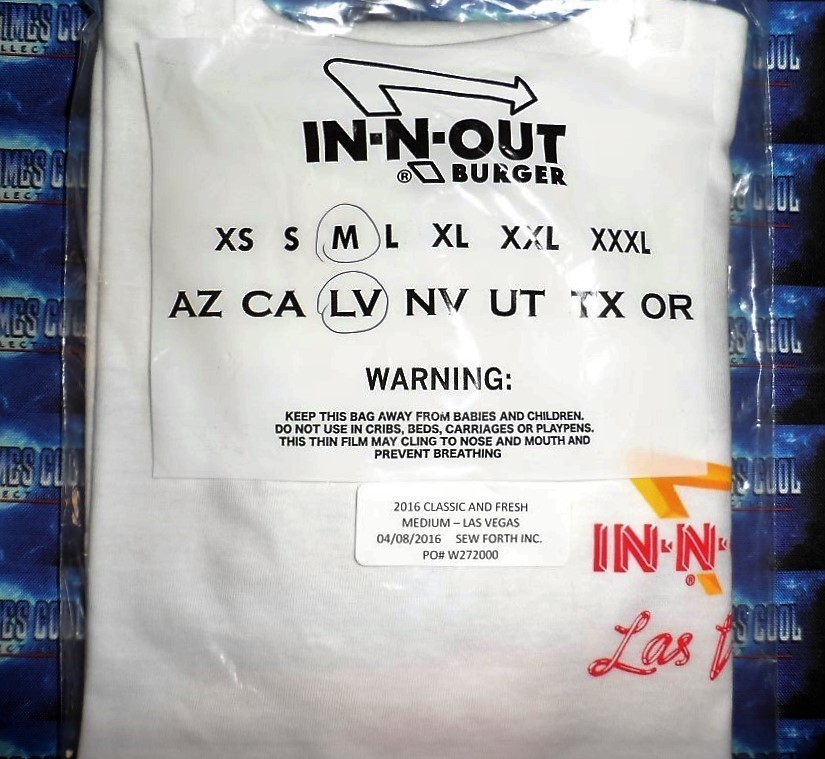 IN-N-OUT
® BURGER
XS S M L XL XXL XXXL
AZ CA LV NV UT TX OR
WARNING:
KEEP THIS BAG AWAY FROM BABIES AND CHILDREN.
DO NOT USE IN CRIBS, BEDS, CARRIAGES OR PLAYPENS.
THIS THIN FILM MAY CLING TO NOSE AND MOUTH AND
PREVENT BREATHING
2016 CLASSIC AND FRESH
MEDIUM – LAS VEGAS
04/08/2016 SEW FORTH INC.
PO# W272000
IN-N-
®
Las V